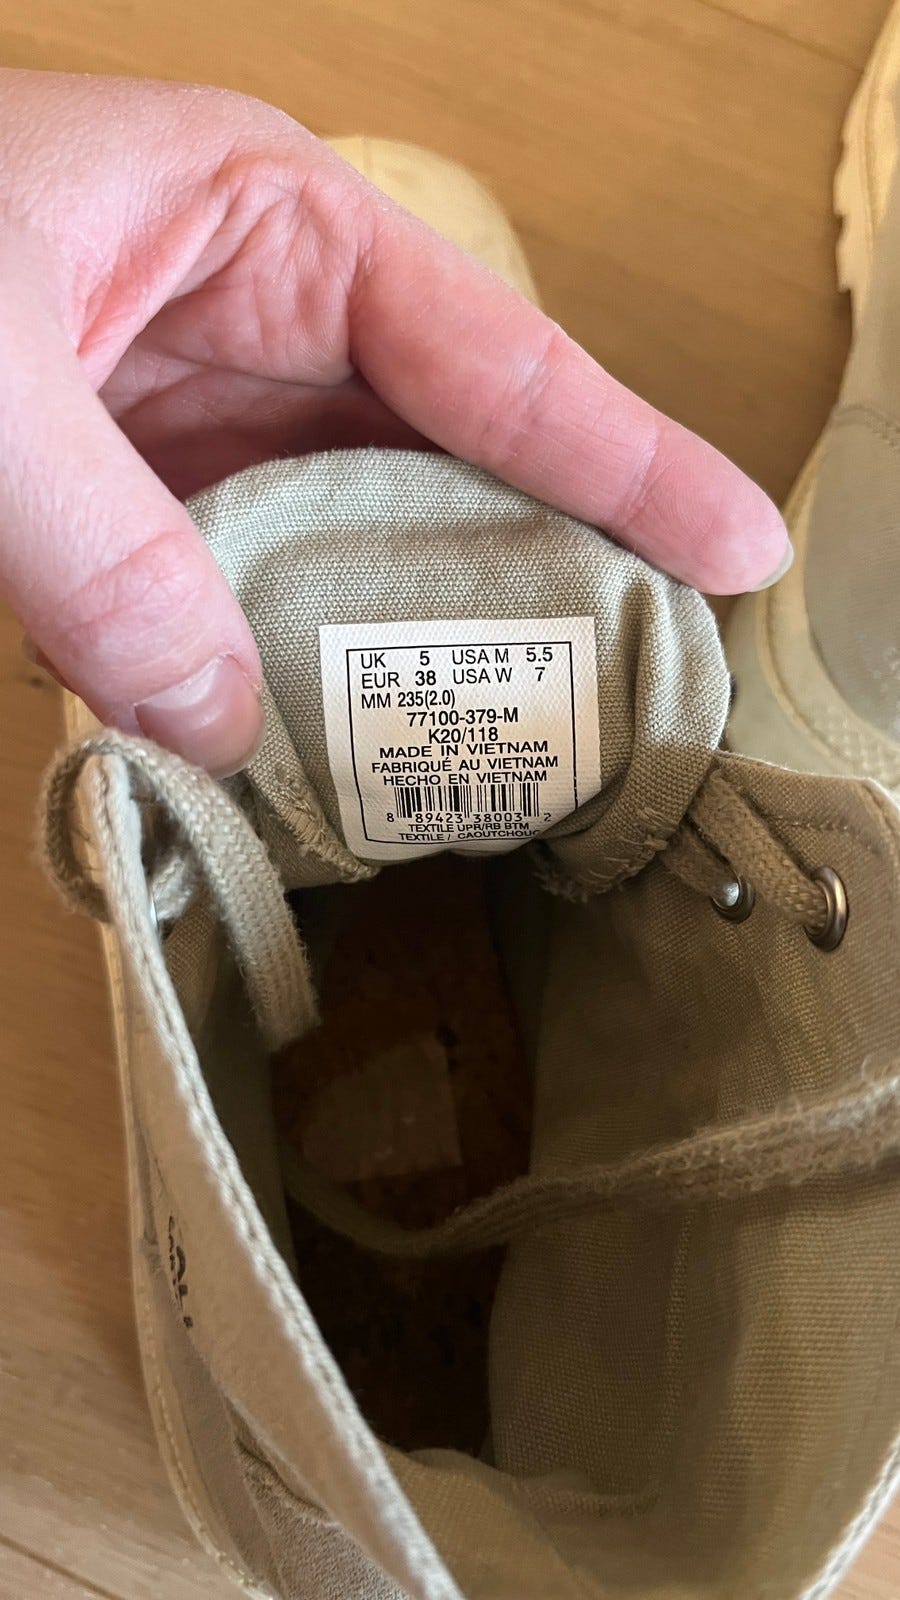 UK 5 USA M 5.5
EUR 38 USA W 7
MM 235(2.0)
77100-379-M
K20/118
MADE IN VIETNAM
FABRIQUÉ AU VIETNAM
HECHO EN VIETNAM
8 89423 38003 2
TEXTILE UPR/RB BTM
TEXTILE / CAOUTCHOUC